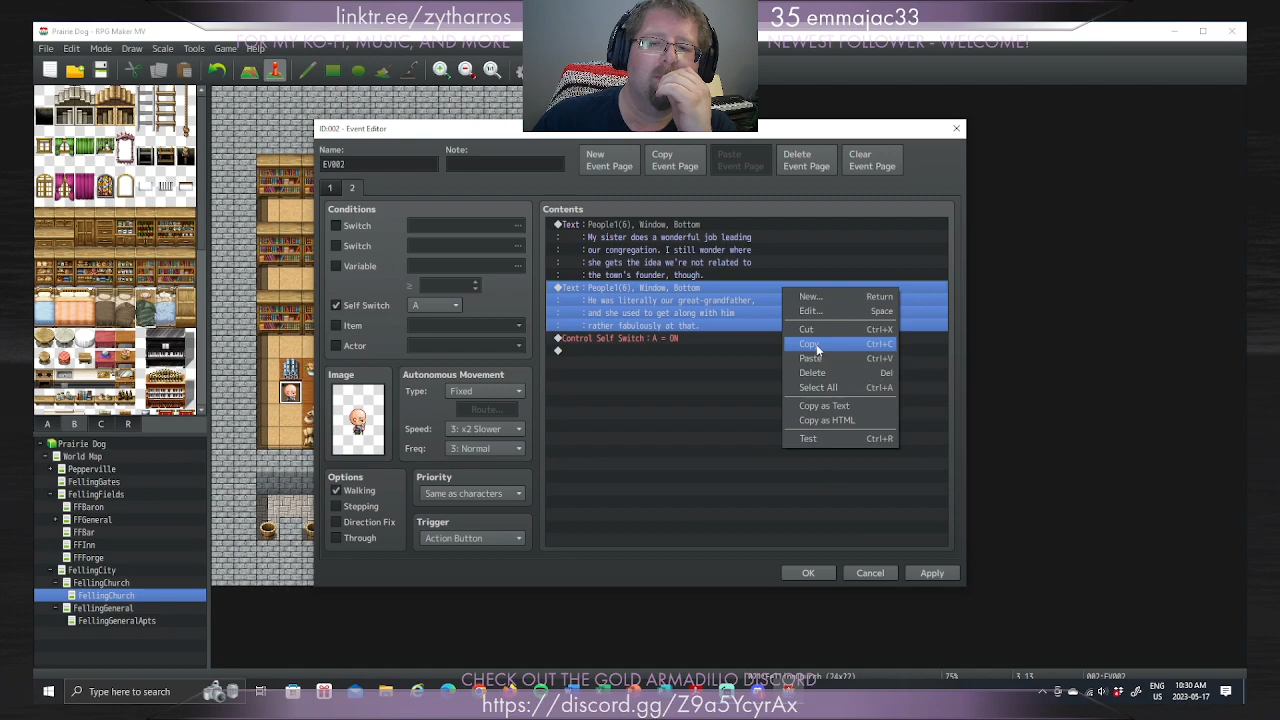 linktr.ee/zytharros
35 emmajac33
FOR MY KO-FI, MUSIC, AND MORE
NEWEST FOLLOWER - WELCOME!
Prairie Dog - RPG Maker MV
File Edit Mode Draw Scale Tools Game Help
ID:002 - Event Editor
Name:
Note:
EV002
New Event Page
Copy Event Page
Paste Event Page
Delete Event Page
Clear Event Page
1 2
Conditions
Switch
Switch
Variable
≥
Self Switch A
Item
Actor
Image
Autonomous Movement
Type: Fixed
Route...
Speed: 3: x2 Slower
Freq: 3: Normal
Options
Walking
Stepping
Direction Fix
Through
Priority
Same as characters
Trigger
Action Button
Contents
◆Text：People1(6), Window, Bottom
：　　：My sister does a wonderful job leading
：　　：our congregation. I still wonder where
：　　：she gets the idea we're not related to
：　　：the town's founder, though.
◆Text：People1(6), Window, Bottom
：　　：He was literally our great-grandfather,
：　　：and she used to get along with him
：　　：rather fabulously at that.
◆Control Self Switch：A = ON
◆
New... Return
Edit... Space
Cut Ctrl+X
Copy Ctrl+C
Paste Ctrl+V
Delete Del
Select All Ctrl+A
Copy as Text
Copy as HTML
Test Ctrl+R
OK Cancel Apply
A B C R
Prairie Dog
World Map
Pepperville
FellingGates
FellingFields
FFBaron
FFGeneral
FFBar
FFInn
FFForge
FellingCity
FellingChurch
FellingChurch
FellingGeneral
FellingGeneralApts
75%
3,13
002:EV002
CHECK OUT THE GOLD ARMADILLO DISCORD
https://discord.gg/Z9a5YcyrAx
Type here to search
ENG
US
10:30 AM
2023-05-17